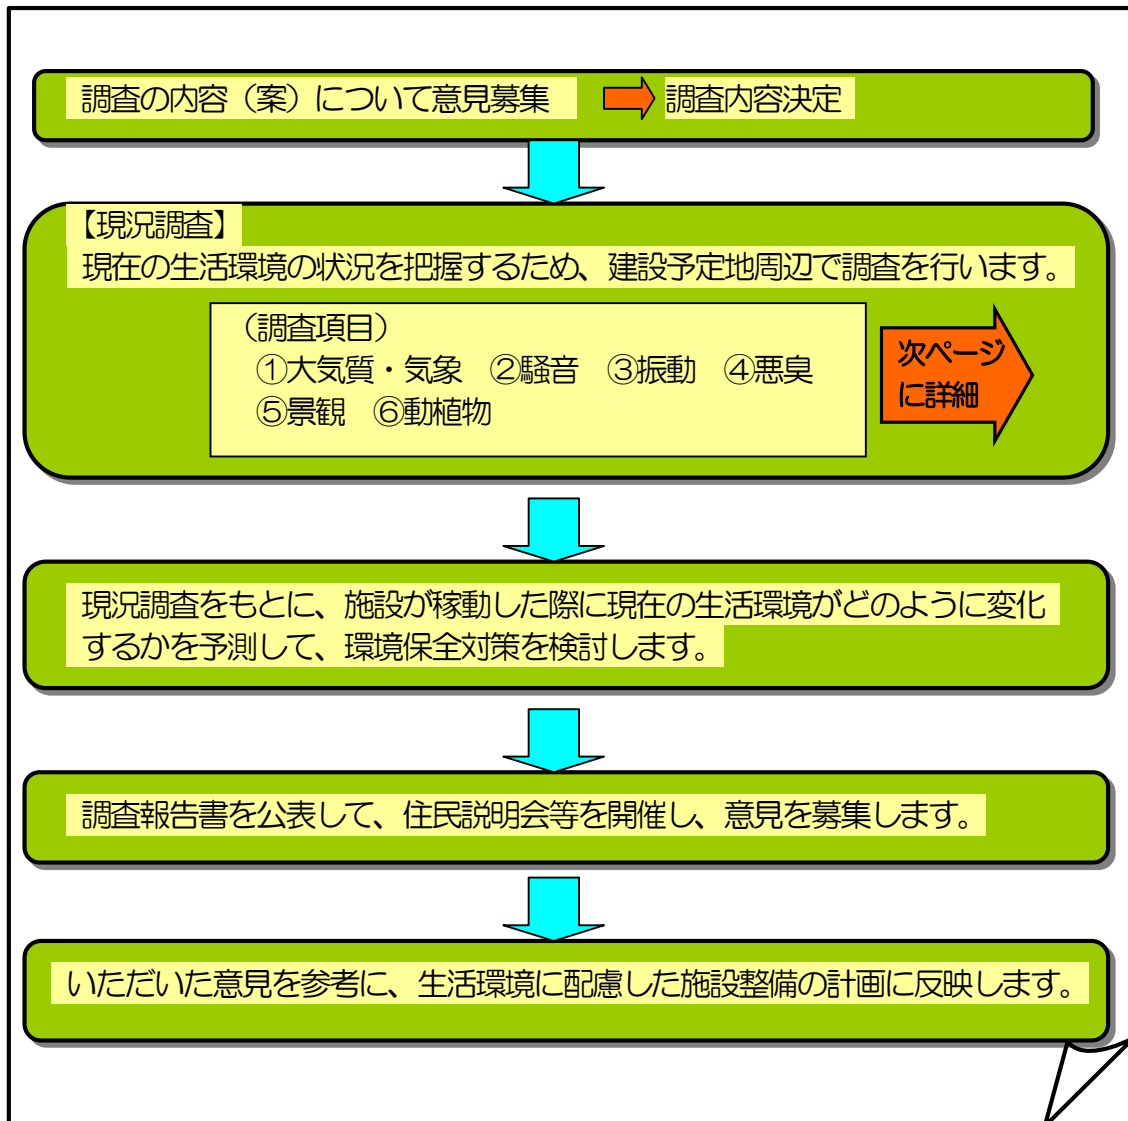 調査の内容（案）について意見募集 調査内容決定
【現況調査】
現在の生活環境の状況を把握するため、建設予定地周辺で調査を行います。
（調査項目）
①大気質・気象 ②騒音 ③振動 ④悪臭
⑤景観 ⑥動植物
次ページ
に詳細
現況調査をもとに、施設が稼動した際に現在の生活環境がどのように変化
するかを予測して、環境保全対策を検討します。
調査報告書を公表して、住民説明会等を開催し、意見を募集します。
いただいた意見を参考に、生活環境に配慮した施設整備の計画に反映します。